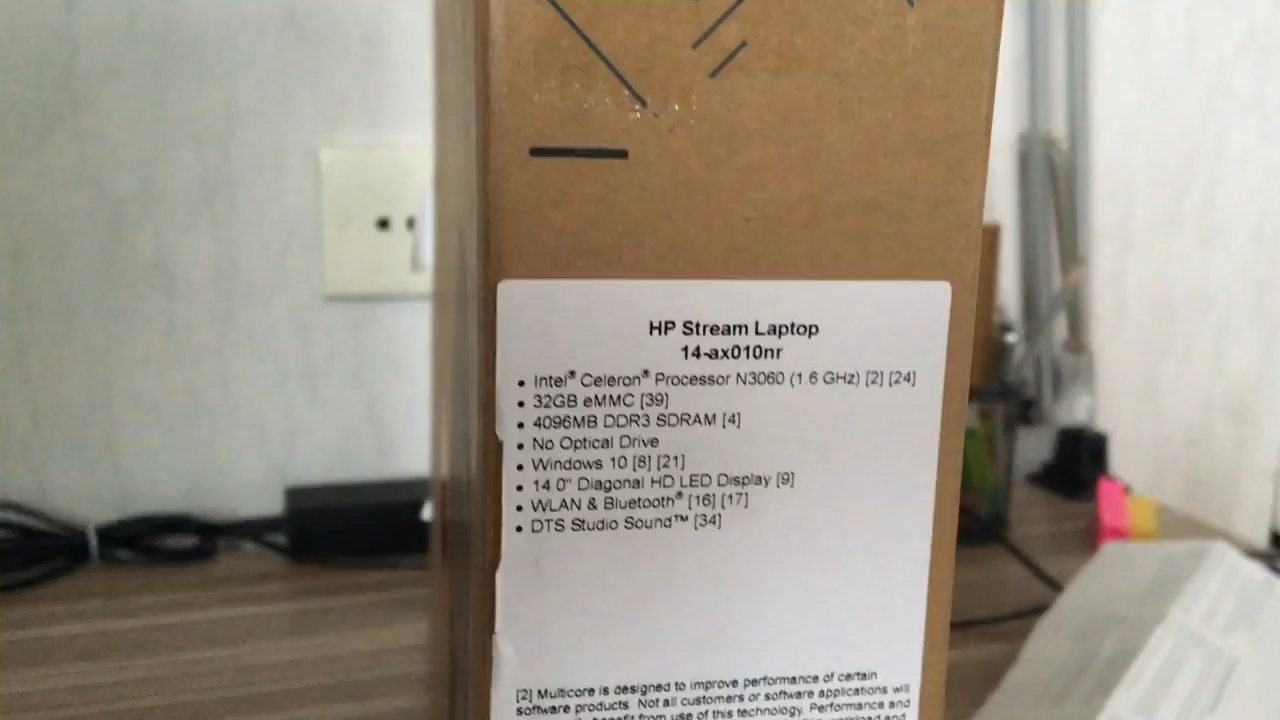 HP Stream Laptop
14-ax010nr
• Intel® Celeron® Processor N3060 (1.6 GHz) [2] [24]
• 32GB eMMC [39]
• 4096MB DDR3 SDRAM [4]
• No Optical Drive
• Windows 10 [8] [21]
• 14.0" Diagonal HD LED Display [9]
• WLAN & Bluetooth® [16] [17]
• DTS Studio Sound™ [34]
[2] Multicore is designed to improve performance of certain
software products. Not all customers or software applications will
benefit from use of this technology. Performance and
workload and